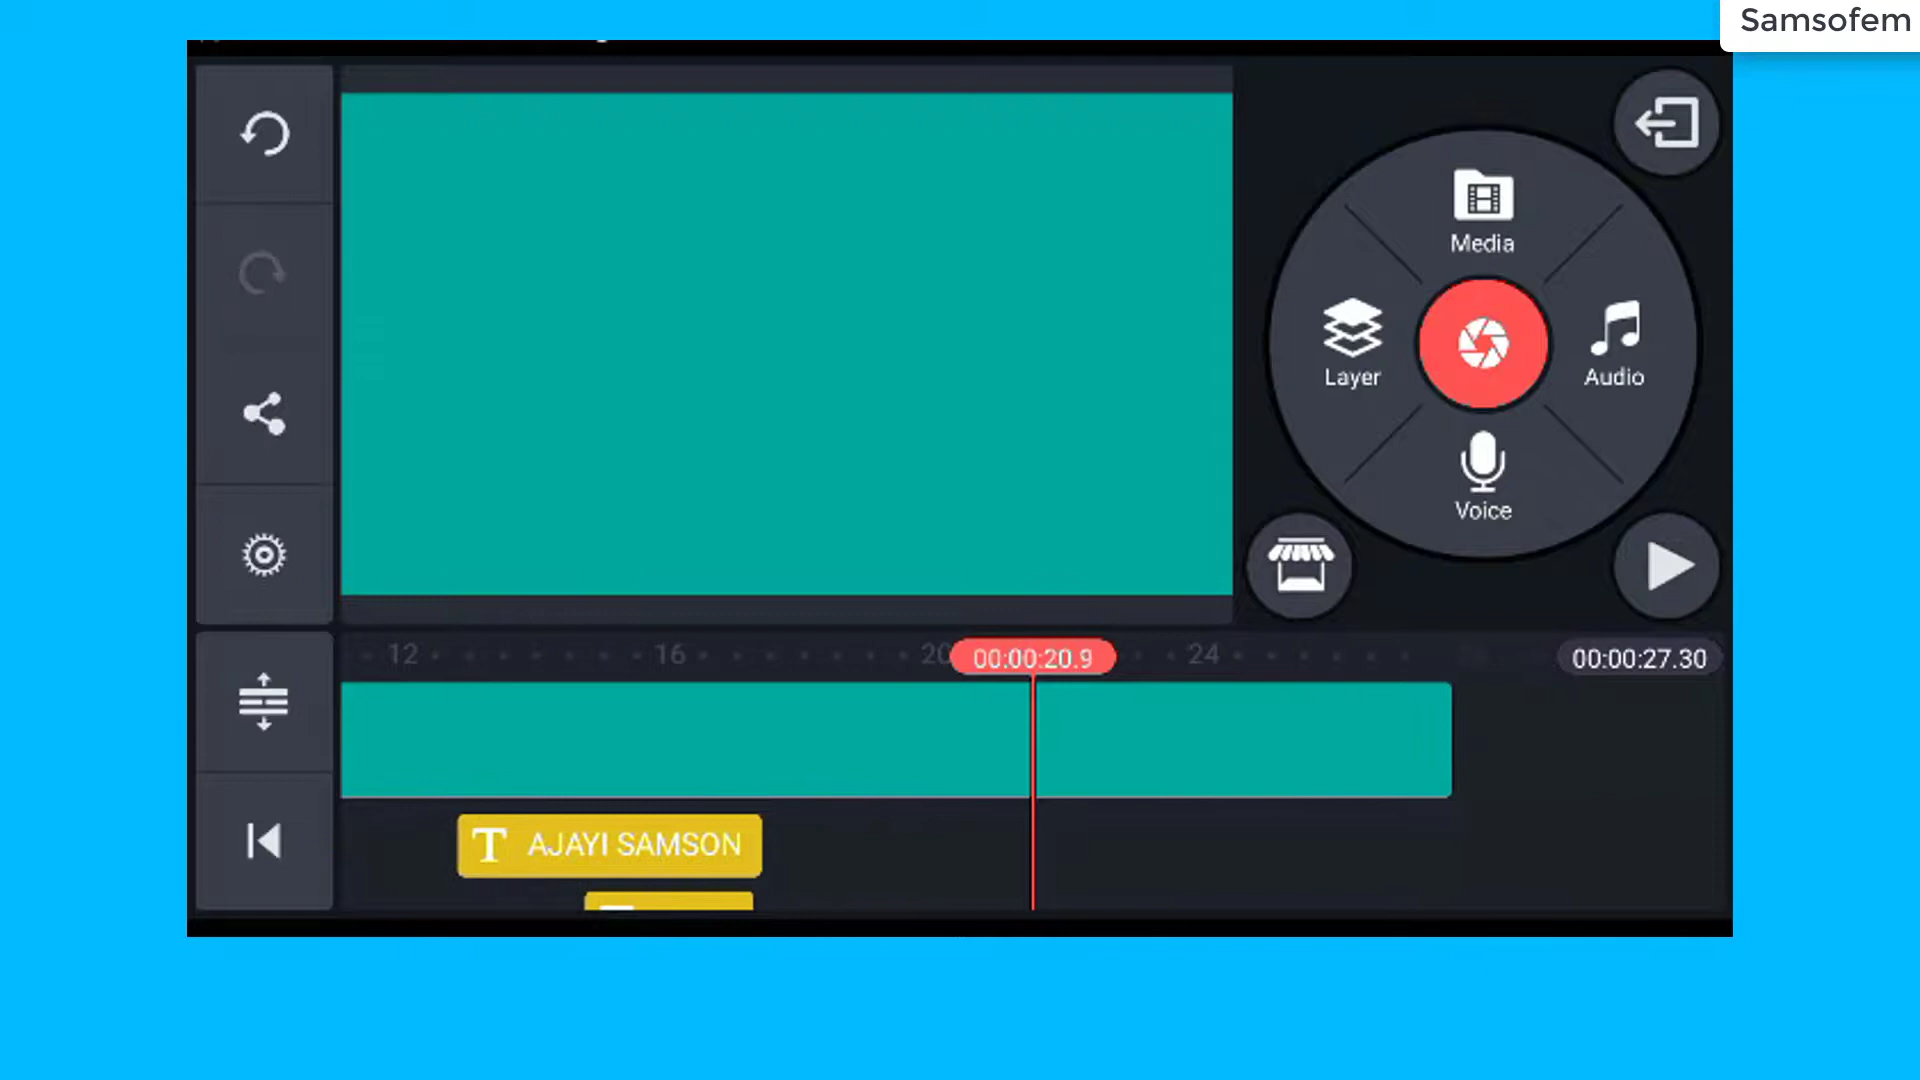 Samsofem
Media
Layer
Audio
Voice
12
16
20
00:00:20.9
24
00:00:27.30
T AJAYI SAMSON